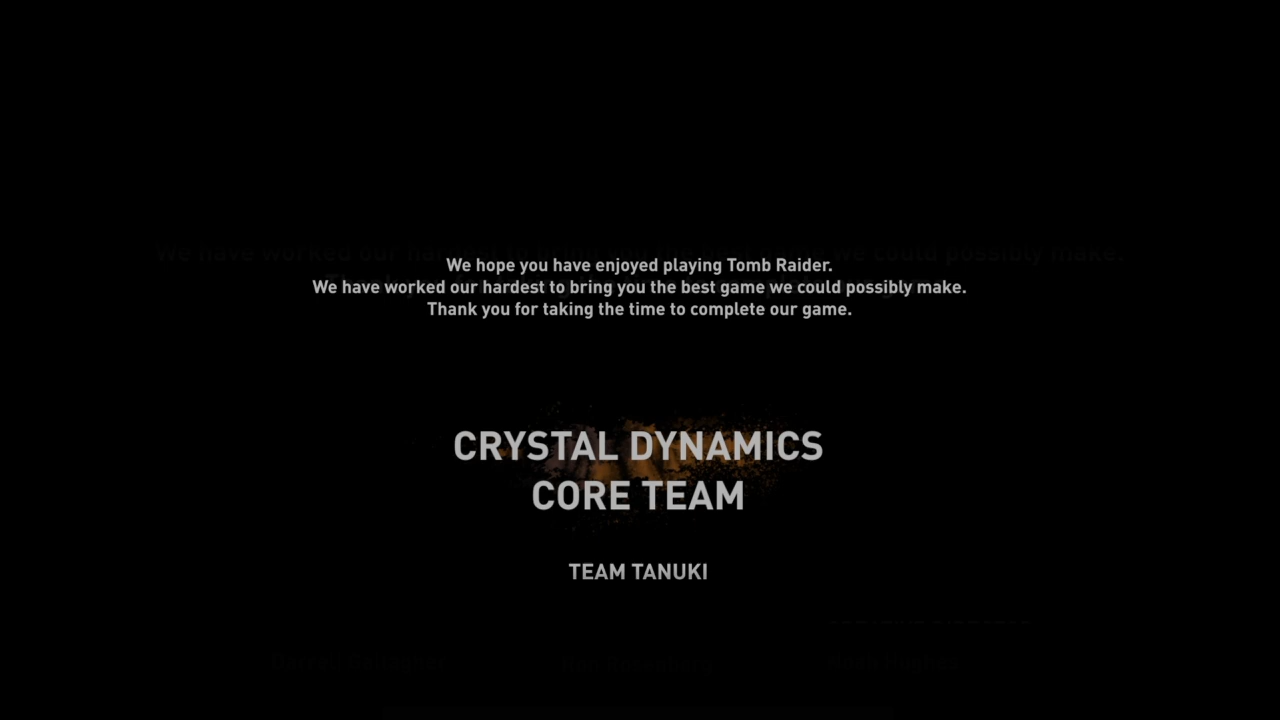 We hope you have enjoyed playing Tomb Raider.
We have worked our hardest to bring you the best game we could possibly make.
Thank you for taking the time to complete our game.
CRYSTAL DYNAMICS
CORE TEAM
TEAM TANUKI